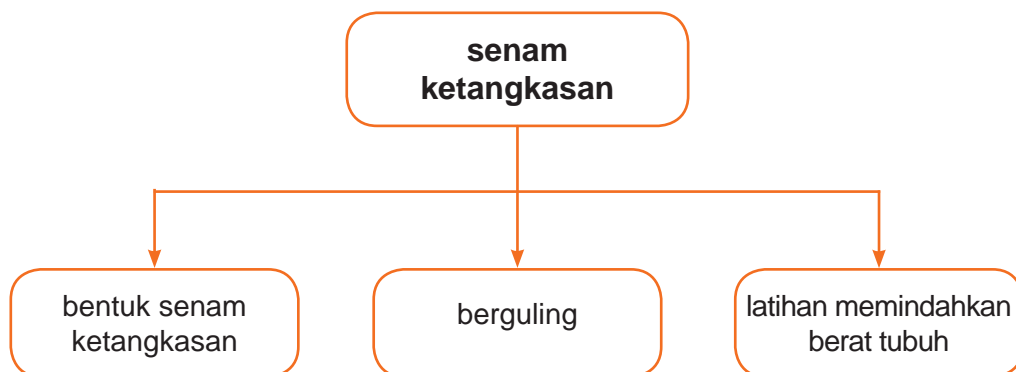 senam
ketangkasan
bentuk senam
ketangkasan
berguling
latihan memindahkan
berat tubuh